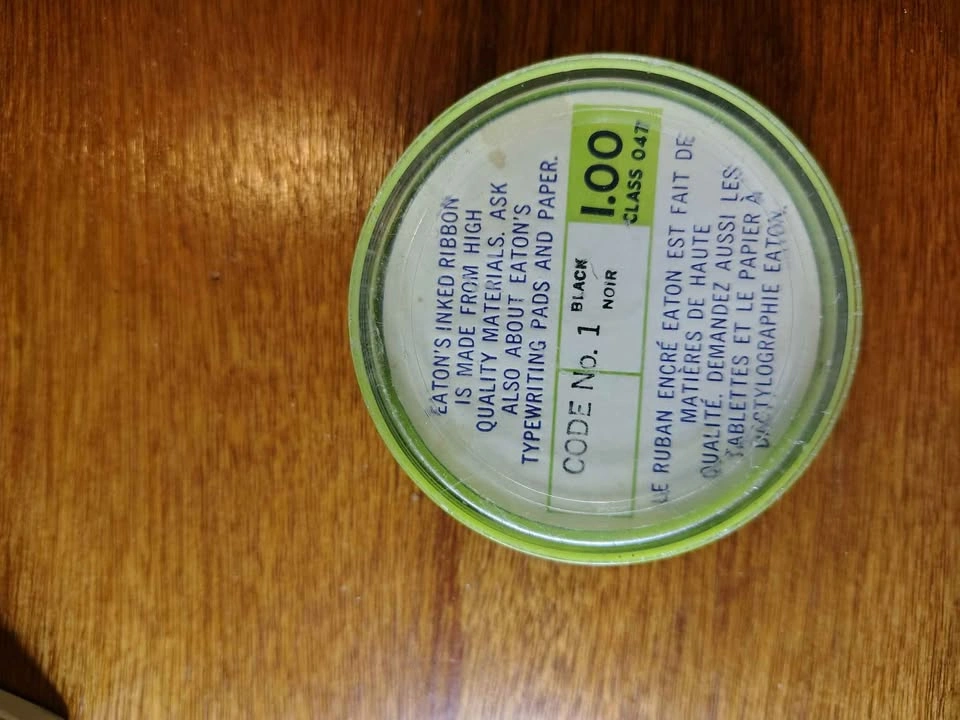 EATON'S INKED RIBBON
IS MADE FROM HIGH
QUALITY MATERIALS. ASK
ALSO ABOUT EATON'S
TYPEWRITING PADS AND PAPER.
CODE No. 1 BLACK
NOIR
1.00
CLASS 047
LE RUBAN ENCRÉ EATON EST FAIT DE
MATIÈRES DE HAUTE
QUALITÉ. DEMANDEZ AUSSI LES
TABLETTES ET LE PAPIER À
DACTYLOGRAPHIE EATON.